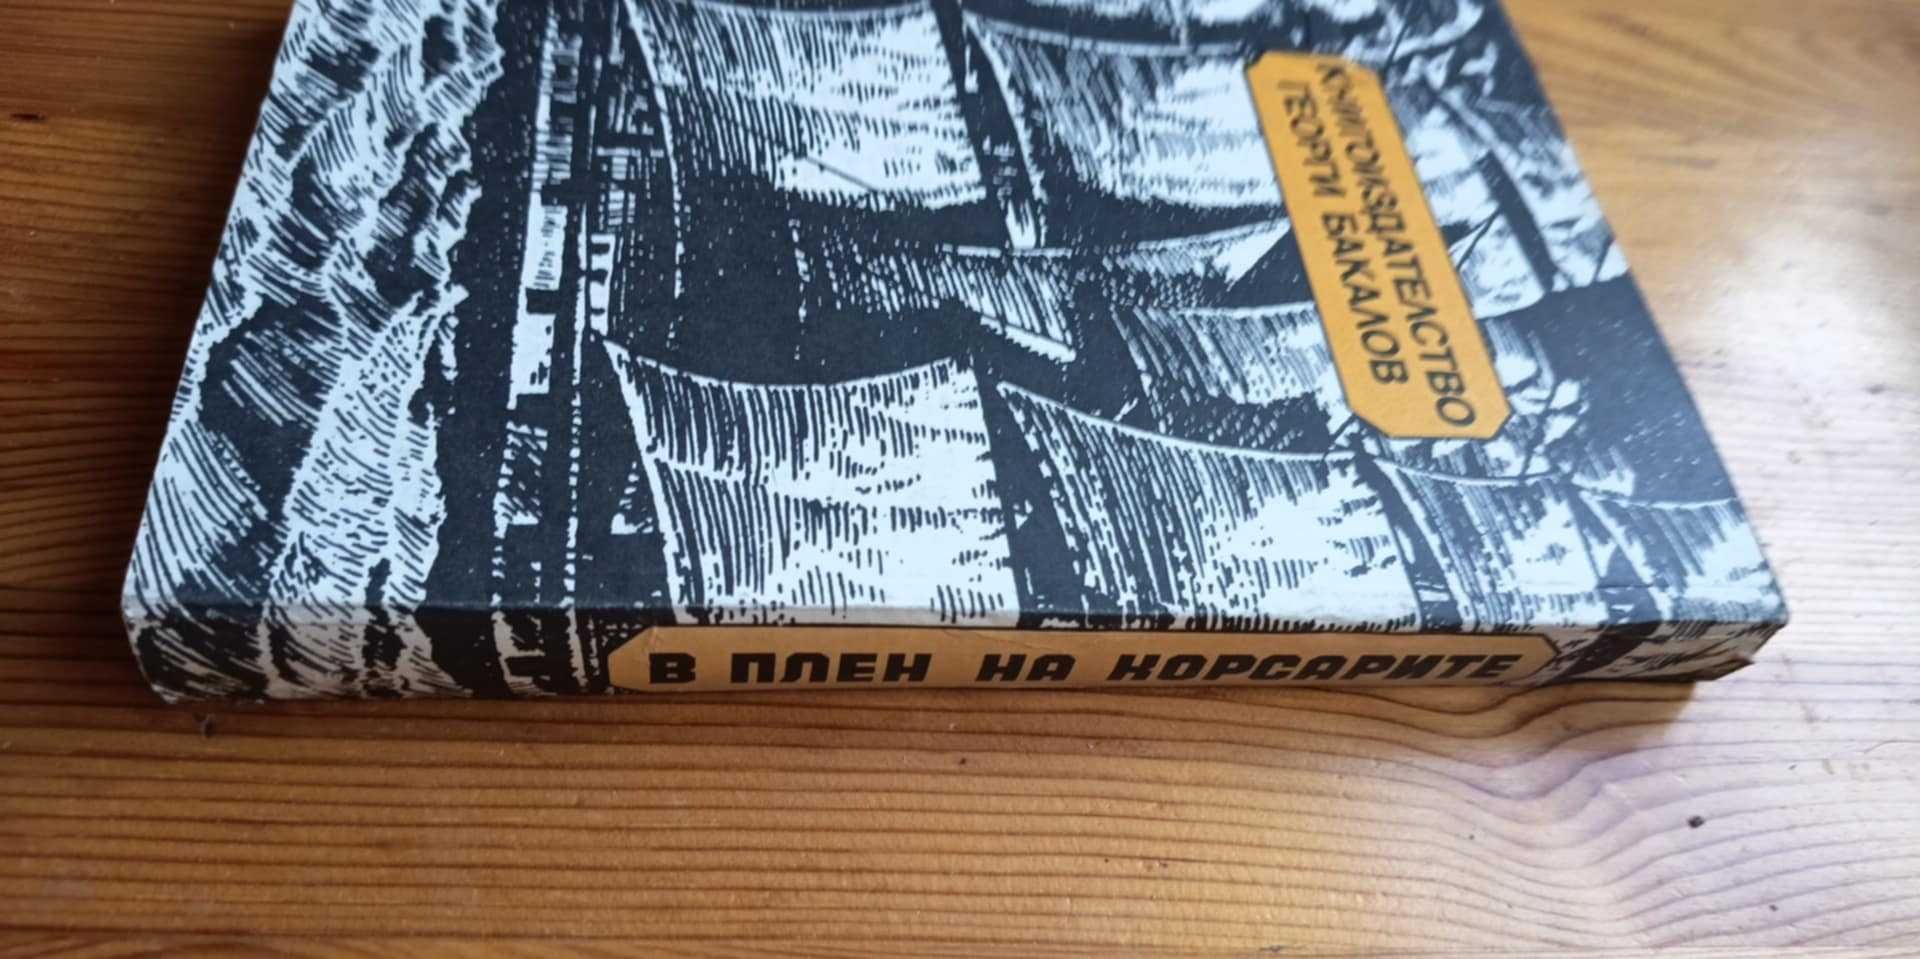 КНИГОИЗДАТЕЛСТВО
ГЕОРГИ БАКАЛОВ
В ПЛЕН НА КОРСАРИТЕ